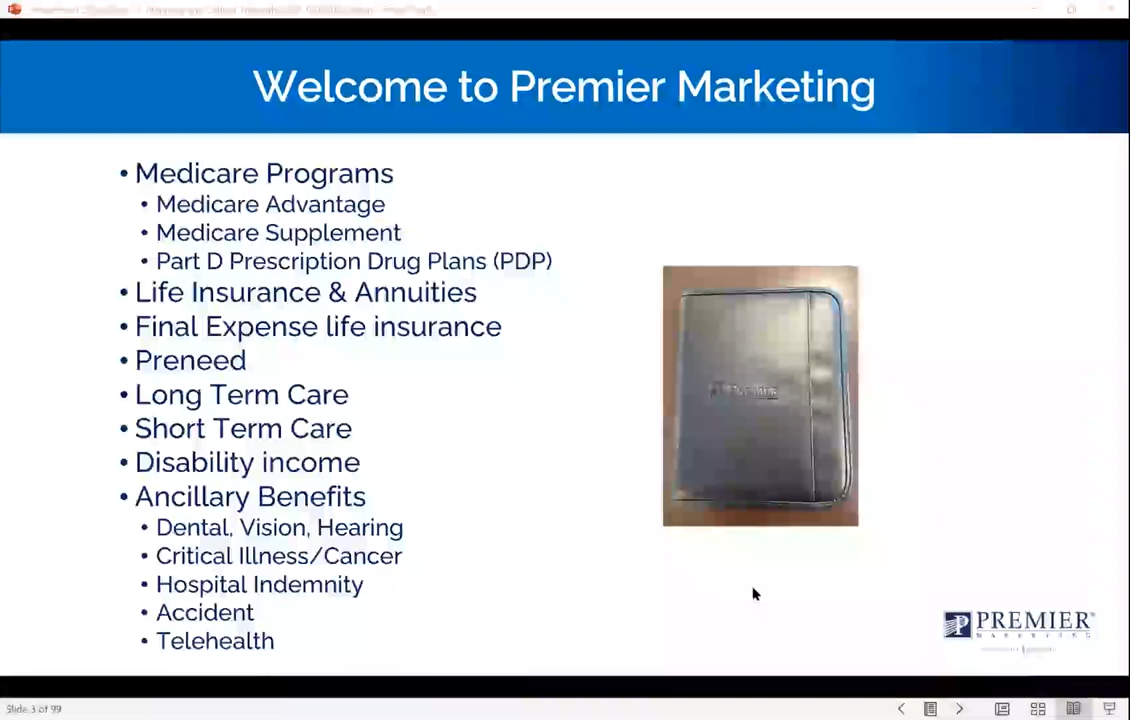 Welcome to Premier Marketing
• Medicare Programs
• Medicare Advantage
• Medicare Supplement
• Part D Prescription Drug Plans (PDP)
• Life Insurance & Annuities
• Final Expense life insurance
• Preneed
• Long Term Care
• Short Term Care
• Disability income
• Ancillary Benefits
• Dental, Vision, Hearing
• Critical Illness/Cancer
• Hospital Indemnity
• Accident
• Telehealth
PREMIER
MARKETING
Slide 3 of 99